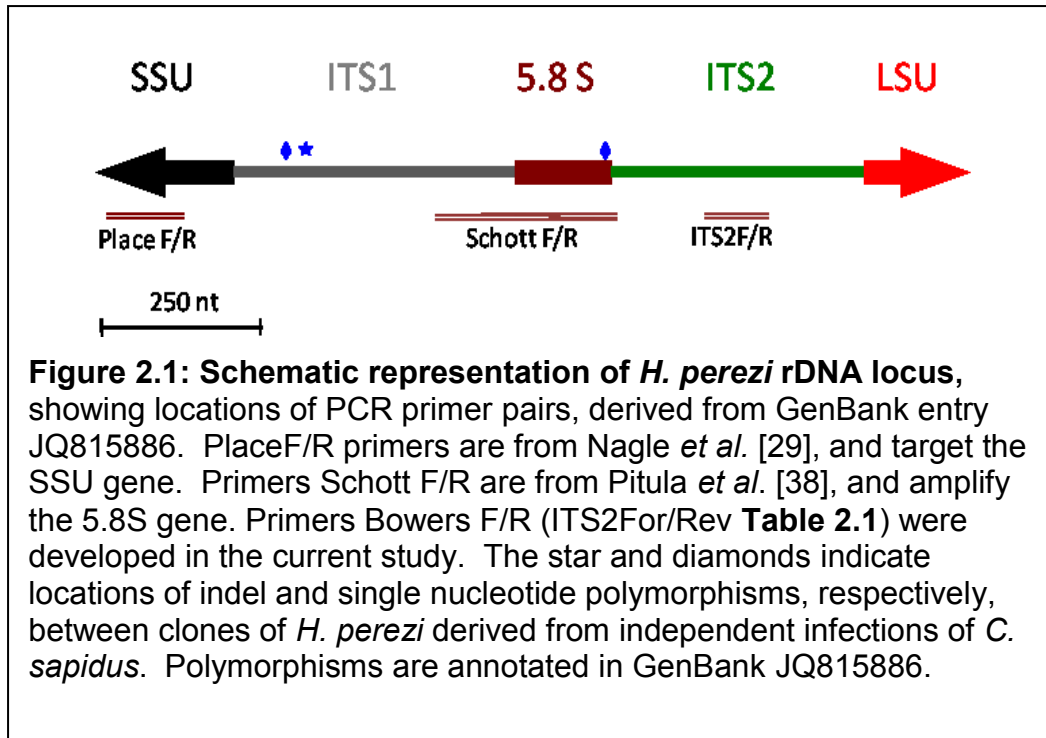 SSU ITS1 5.8 S ITS2 LSU
Place F/R Schott F/R ITS2F/R
250 nt
Figure 2.1: Schematic representation of H. perezi rDNA locus,
showing locations of PCR primer pairs, derived from GenBank entry
JQ815886. PlaceF/R primers are from Nagle et al. [29], and target the
SSU gene. Primers Schott F/R are from Pitula et al. [38], and amplify
the 5.8S gene. Primers Bowers F/R (ITS2For/Rev Table 2.1) were
developed in the current study. The star and diamonds indicate
locations of indel and single nucleotide polymorphisms, respectively,
between clones of H. perezi derived from independent infections of C.
sapidus. Polymorphisms are annotated in GenBank JQ815886.